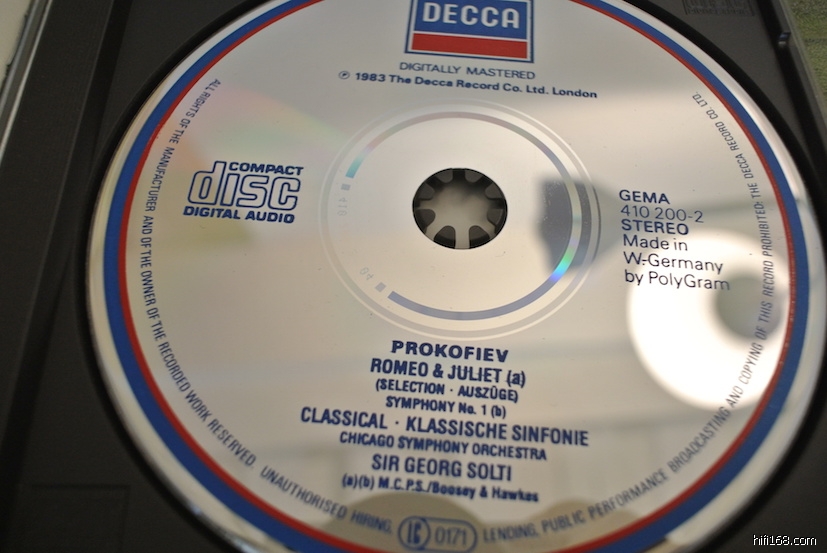 DECCA
DIGITALLY MASTERED
℗ 1983 The Decca Record Co. Ltd. London
COMPACT
disc
DIGITAL AUDIO
GEMA
410 200-2
STEREO
Made in
W.-Germany
by PolyGram
PROKOFIEV
ROMEO & JULIET (a)
(SELECTION · AUSZÜGE)
SYMPHONY No. 1 (b)
CLASSICAL · KLASSISCHE SINFONIE
CHICAGO SYMPHONY ORCHESTRA
SIR GEORG SOLTI
(a)(b) M.C.P.S./Boosey & Hawkes
LC 0171
ALL RIGHTS OF THE MANUFACTURER AND OF THE OWNER OF THE RECORDED WORK RESERVED. UNAUTHORISED HIRING, LENDING, PUBLIC PERFORMANCE BROADCASTING AND COPYING OF THIS RECORD PROHIBITED: THE DECCA RECORD CO. LTD.
hifi168.com